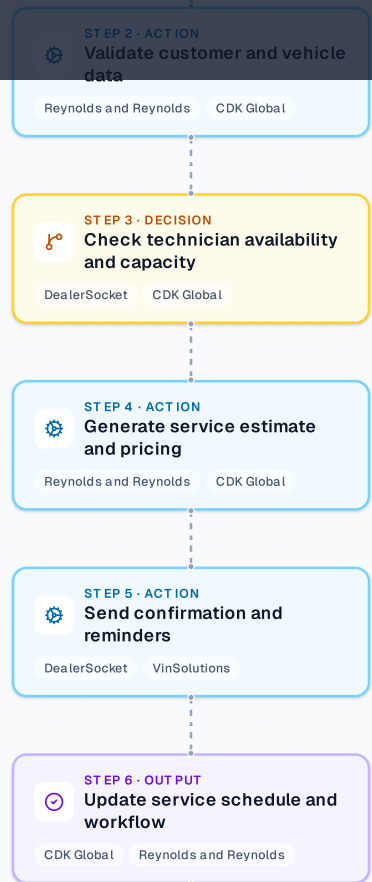 STEP 2 · ACTION
Validate customer and vehicle
data
Reynolds and Reynolds CDK Global
STEP 3 · DECISION
Check technician availability
and capacity
DealerSocket CDK Global
STEP 4 · ACTION
Generate service estimate
and pricing
Reynolds and Reynolds CDK Global
STEP 5 · ACTION
Send confirmation and
reminders
DealerSocket VinSolutions
STEP 6 · OUTPUT
Update service schedule and
workflow
CDK Global Reynolds and Reynolds